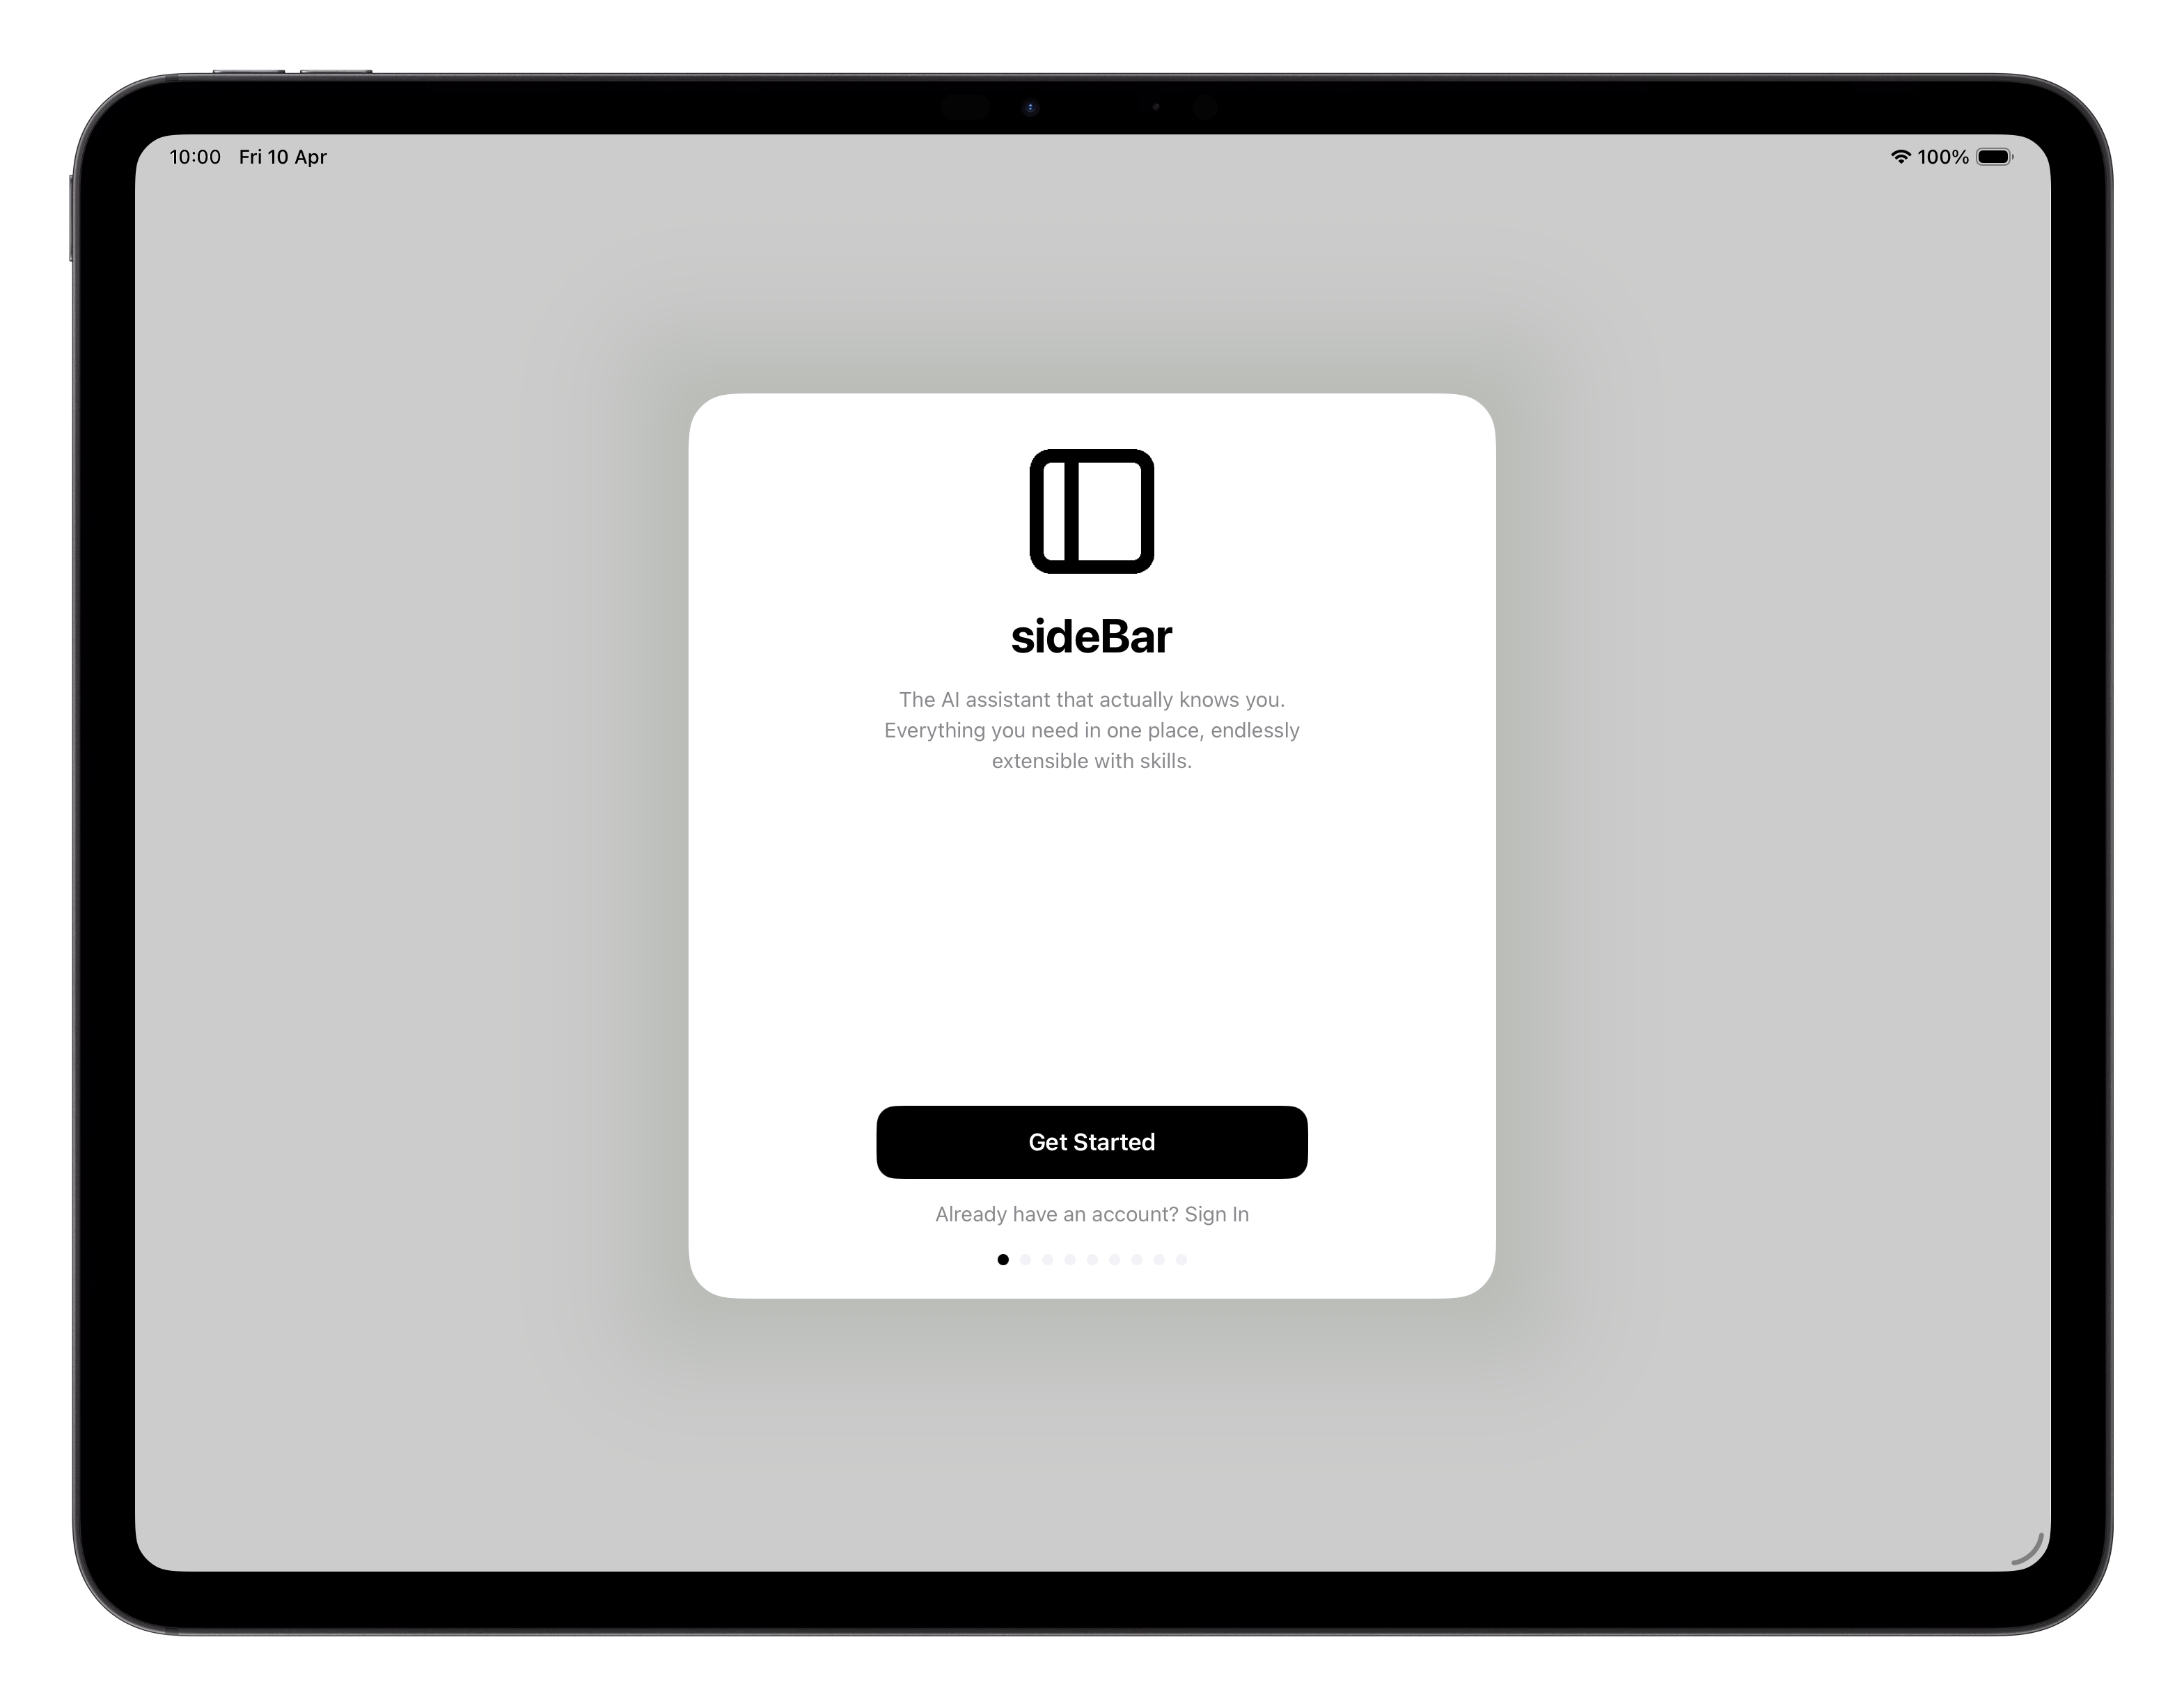 10:00 Fri 10 Apr
100%
sideBar
The AI assistant that actually knows you.
Everything you need in one place, endlessly
extensible with skills.
Get Started
Already have an account? Sign In